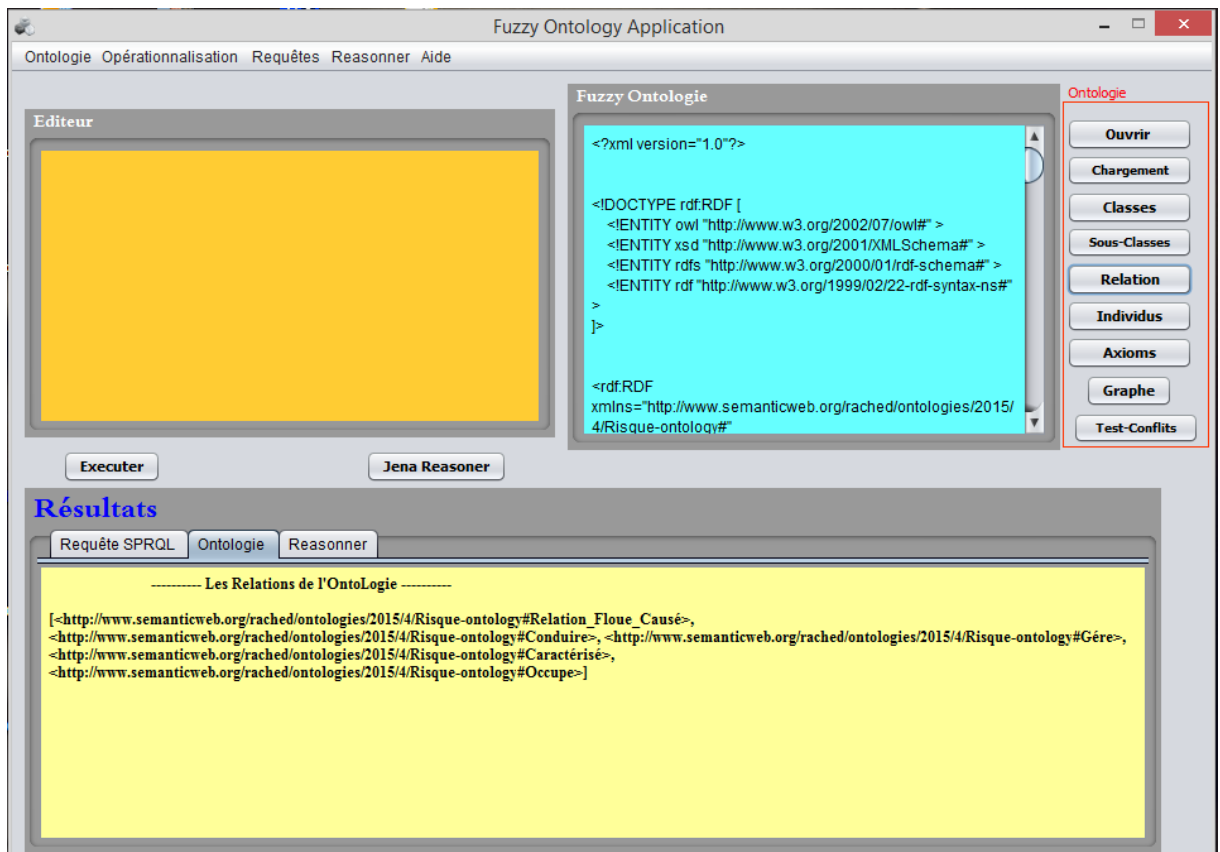 Fuzzy Ontology Application
Ontologie Opérationnalisation Requêtes Reasonner Aide
Editeur
Fuzzy Ontologie
<?xml version="1.0"?>
<!DOCTYPE rdf:RDF [
<!ENTITY owl "http://www.w3.org/2002/07/owl#" >
<!ENTITY xsd "http://www.w3.org/2001/XMLSchema#" >
<!ENTITY rdfs "http://www.w3.org/2000/01/rdf-schema#" >
<!ENTITY rdf "http://www.w3.org/1999/02/22-rdf-syntax-ns#"
>
]>
<rdf:RDF
xmlns="http://www.semanticweb.org/rached/ontologies/2015/
4/Risque-ontology#"
Ontologie
Ouvrir
Chargement
Classes
Sous-Classes
Relation
Individus
Axioms
Graphe
Test-Conflits
Executer
Jena Reasoner
Résultats
Requête SPRQL
Ontologie
Reasonner
---------- Les Relations de l'OntoLogie ----------
[<http://www.semanticweb.org/rached/ontologies/2015/4/Risque-ontology#Relation_Floue_Causé>,
<http://www.semanticweb.org/rached/ontologies/2015/4/Risque-ontology#Conduire>, <http://www.semanticweb.org/rached/ontologies/2015/4/Risque-ontology#Gére>,
<http://www.semanticweb.org/rached/ontologies/2015/4/Risque-ontology#Caractérisé>,
<http://www.semanticweb.org/rached/ontologies/2015/4/Risque-ontology#Occupe>]